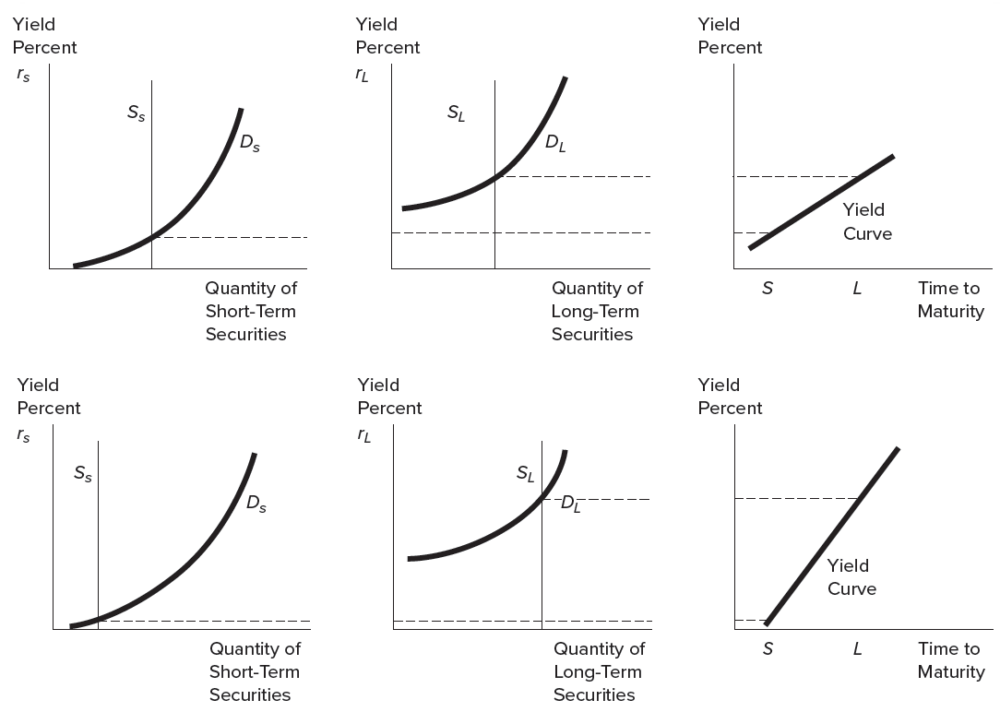 Yield
Percent
r_s
S_s
D_s
Quantity of
Short-Term
Securities
Yield
Percent
r_L
S_L
D_L
Quantity of
Long-Term
Securities
Yield
Percent
Yield
Curve
S
L
Time to
Maturity
Yield
Percent
r_s
S_s
D_s
Quantity of
Short-Term
Securities
Yield
Percent
r_L
S_L
D_L
Quantity of
Long-Term
Securities
Yield
Percent
Yield
Curve
S
L
Time to
Maturity